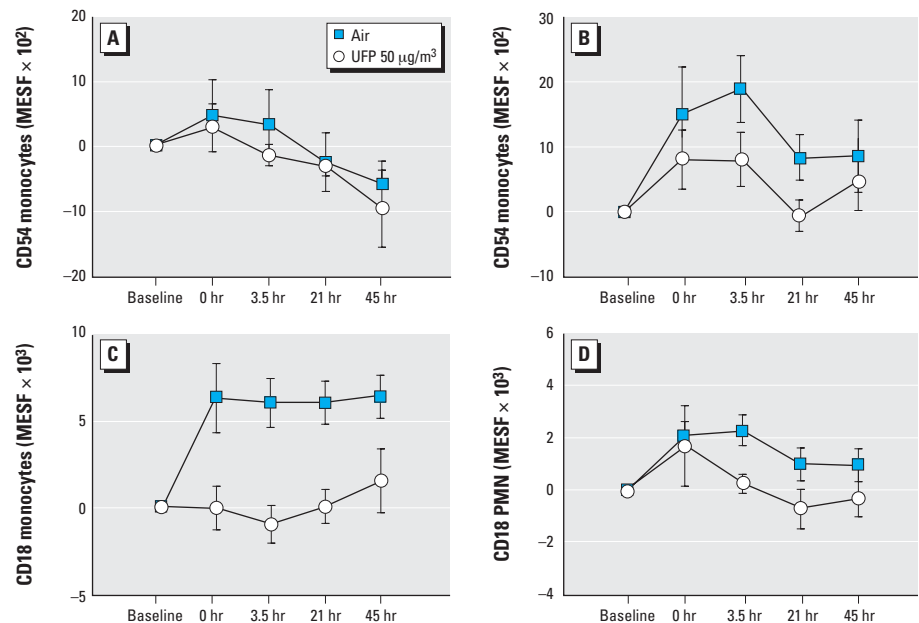 A
Air
UFP 50 μg/m³
CD54 monocytes (MESF × 10²)
20
10
0
–10
–20
Baseline 0 hr 3.5 hr 21 hr 45 hr
B
CD54 monocytes (MESF × 10²)
30
20
10
0
–10
Baseline 0 hr 3.5 hr 21 hr 45 hr
C
CD18 monocytes (MESF × 10³)
10
5
0
–5
Baseline 0 hr 3.5 hr 21 hr 45 hr
D
CD18 PMN (MESF × 10³)
6
4
2
0
–2
–4
Baseline 0 hr 3.5 hr 21 hr 45 hr